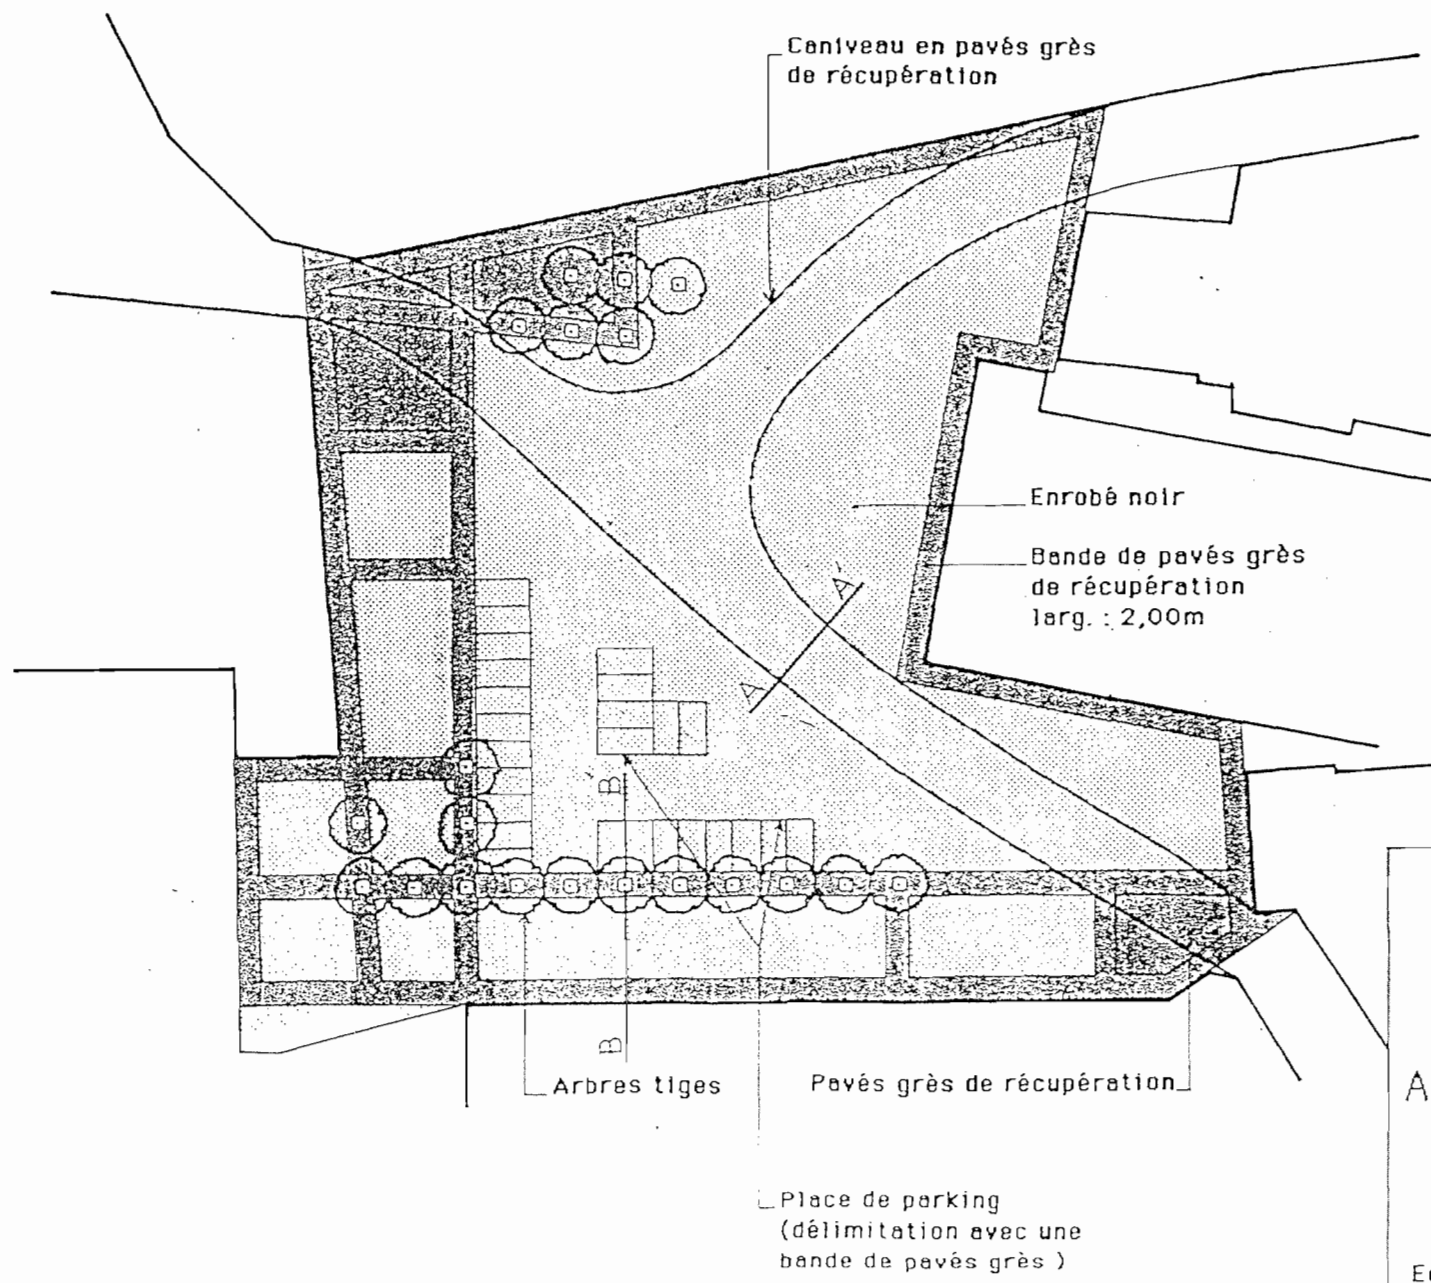 Caniveau en pavés grès
de récupération
Enrobé noir
Bande de pavés grès
de récupération
larg. : 2,00m
A'
A
B'
B
Arbres tiges
Pavés grès de récupération
A
Place de parking
(délimitation avec une
bande de pavés grès )